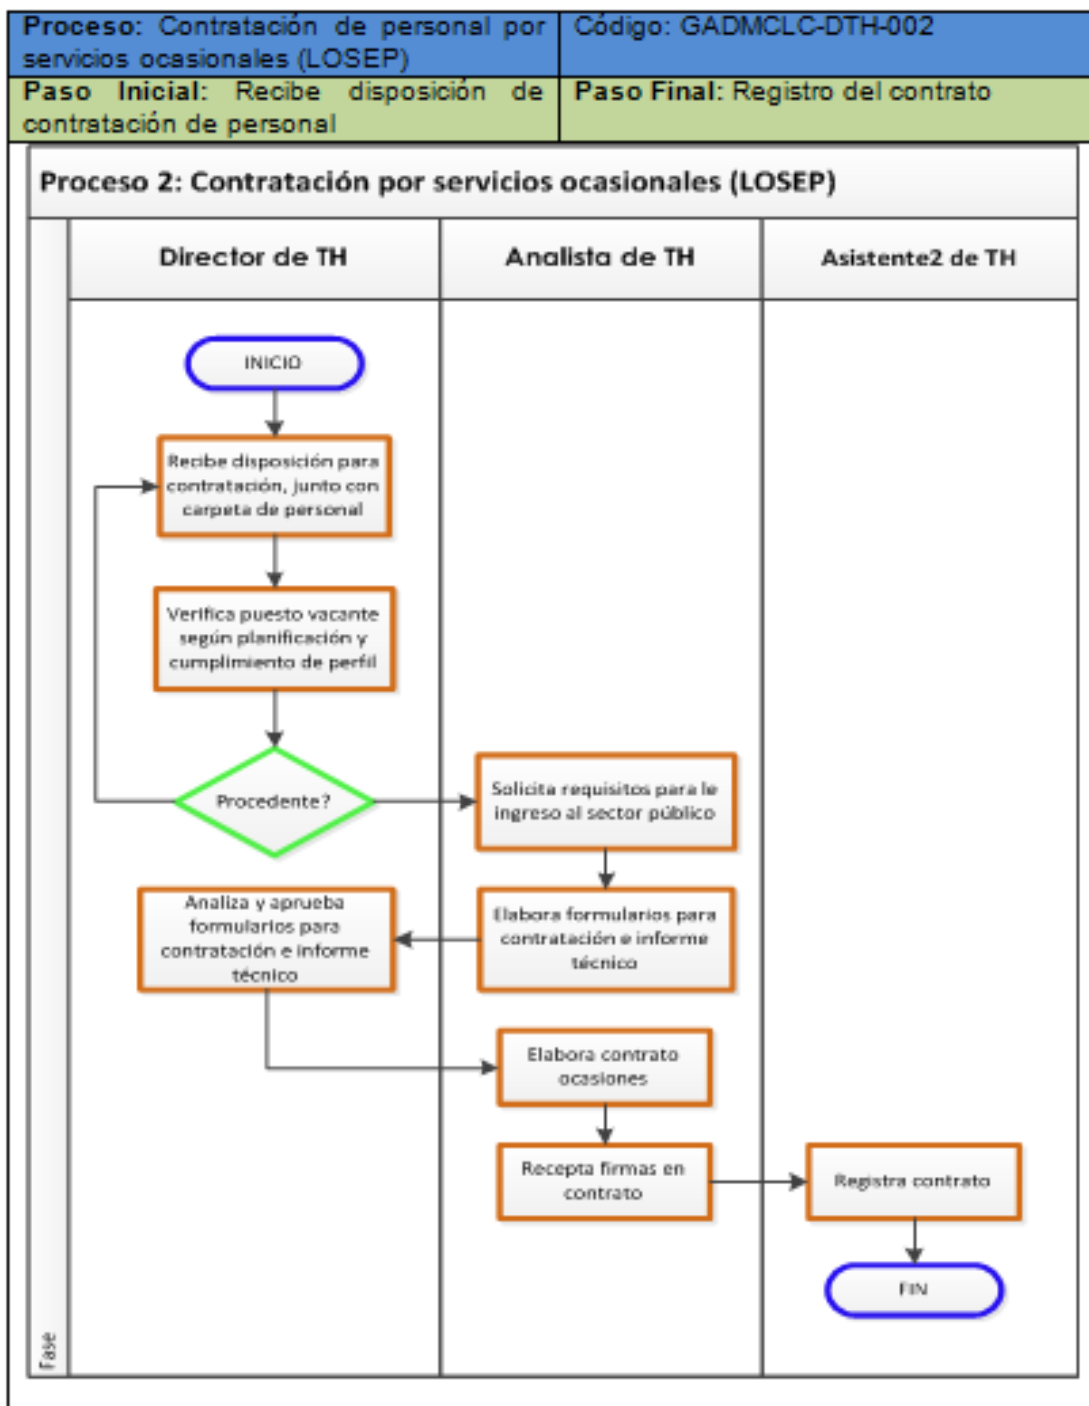 Proceso: Contratación de personal por
servicios ocasionales (LOSEP)
Código: GADMCLC-DTH-002
Paso Inicial: Recibe disposición de
contratación de personal
Paso Final: Registro del contrato
Proceso 2: Contratación por servicios ocasionales (LOSEP)
Director de TH
Analista de TH
Asistente2 de TH
INICIO
Recibe disposición para
contratación, junto con
carpeta de personal
Verifica puesto vacante
según planificación y
cumplimiento de perfil
Procedente?
Solicita requisitos para le
ingreso al sector público
Analiza y aprueba
formularios para
contratación e informe
técnico
Elabora formularios para
contratación e informe
técnico
Elabora contrato
ocasiones
Recepta firmas en
contrato
Registra contrato
FIN
Fase